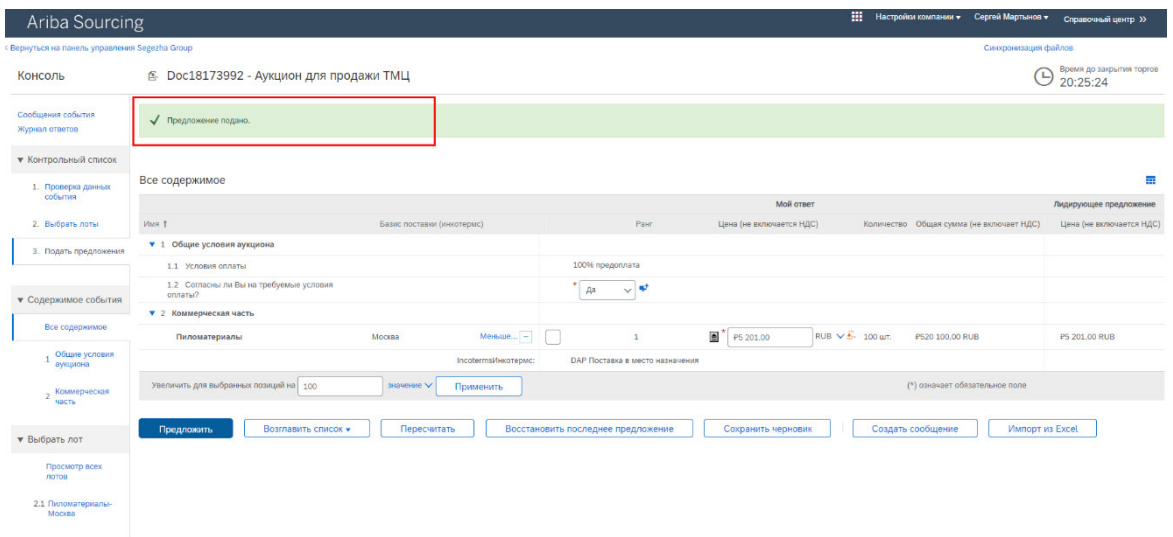 Ariba Sourcing
Настройки компании ▾ Сергей Мартынов ▾ Справочный центр >>
< Вернуться на панель управления Segezha Group
Синхронизация файлов
Консоль
Doc18173992 - Аукцион для продажи ТМЦ
Время до закрытия торгов
20:25:24
Сообщения события
Журнал ответов
✓ Предложение подано.
▼ Контрольный список
1. Проверка данных
события
2. Выбрать лоты
3. Подать предложения
▼ Содержимое события
Все содержимое
1 Общие условия
аукциона
2 Коммерческая
часть
▼ Выбрать лот
Просмотр всех
лотов
2.1 Пиломатериалы-
Москва
Все содержимое
Мой ответ Лидирующее предложение
Имя ↑ Базис поставки (инкотермс) Ранг Цена (не включается НДС) Количество Общая сумма (не включает НДС) Цена (не включается НДС)
▼ 1 Общие условия аукциона
1.1 Условия оплаты 100% предоплата
1.2 Согласны ли Вы на требуемые условия
оплаты?
* Да
▼ 2 Коммерческая часть
Пиломатериалы Москва Меньше... − 1 * ₽5 201,00 RUB 100 шт. ₽520 100,00 RUB ₽5 201,00 RUB
IncotermsИнкотермс: DAP Поставка в место назначения
Увеличить для выбранных позиций на 100 значение Применить
(*) означает обязательное поле
Предложить Возглавить список ▾ Пересчитать Восстановить последнее предложение Сохранить черновик Создать сообщение Импорт из Excel